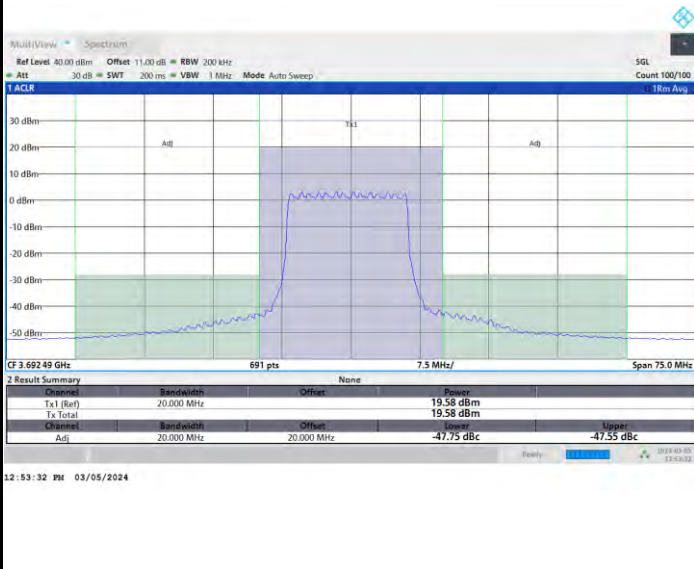 MultiView Spectrum
Ref Level 40.00 dBm Offset 11.00 dB RBW 200 kHz SGL
Att 30 dB SWT 200 ms VBW 1 MHz Mode Auto Sweep Count 100/100
1 ACLR 1Rm Avg
Tx1
Adj Adj
30 dBm
20 dBm
10 dBm
0 dBm
-10 dBm
-20 dBm
-30 dBm
-40 dBm
-50 dBm
CF 3.692 49 GHz 691 pts 7.5 MHz/ Span 75.0 MHz
2 Result Summary None
Channel Bandwidth Offset Power
Tx1 (Ref) 20.000 MHz 19.58 dBm
Tx Total 19.58 dBm
Channel Bandwidth Offset Lower Upper
Adj 20.000 MHz 20.000 MHz -47.75 dBc -47.55 dBc
Ready
12:53:32 PM 03/05/2024